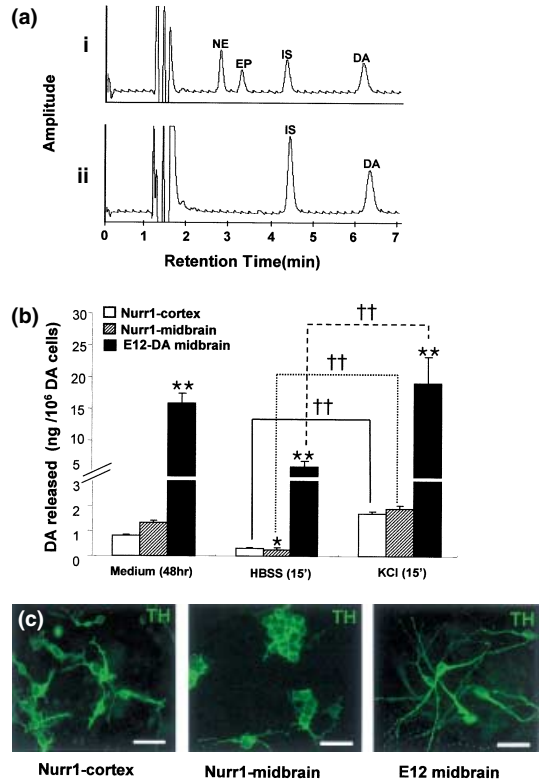 (a)
i
NE
EP
IS
DA
Amplitude
ii
IS
DA
0 1 2 3 4 5 6 7
Retention Time(min)
(b)
DA released (ng /10⁶ DA cells)
30
25
20
15
10
5
3
2
1
0
Nurr1-cortex
Nurr1-midbrain
E12-DA midbrain
**
††
††
††
*
**
**
Medium (48hr) HBSS (15') KCl (15')
(c)
TH
TH
TH
Nurr1-cortex Nurr1-midbrain E12 midbrain